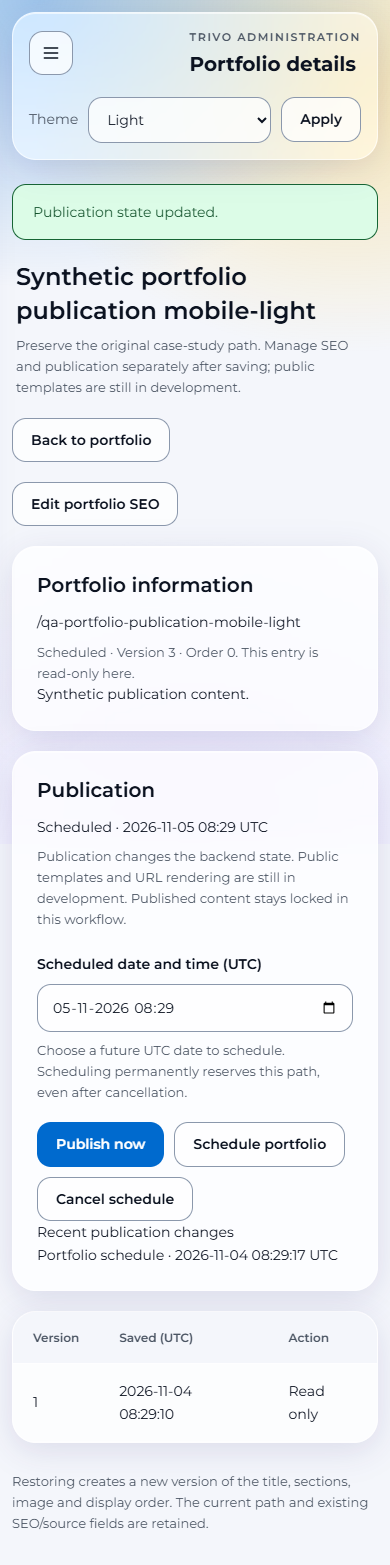 TRIVO ADMINISTRATION
Portfolio details
Theme
Light
Apply
Publication state updated.
Synthetic portfolio
publication mobile-light
Preserve the original case-study path. Manage SEO
and publication separately after saving; public
templates are still in development.
Back to portfolio
Edit portfolio SEO
Portfolio information
/qa-portfolio-publication-mobile-light
Scheduled · Version 3 · Order 0. This entry is
read-only here.
Synthetic publication content.
Publication
Scheduled · 2026-11-05 08:29 UTC
Publication changes the backend state. Public
templates and URL rendering are still in
development. Published content stays locked in
this workflow.
Scheduled date and time (UTC)
05-11-2026 08:29
Choose a future UTC date to schedule.
Scheduling permanently reserves this path,
even after cancellation.
Publish now
Schedule portfolio
Cancel schedule
Recent publication changes
Portfolio schedule · 2026-11-04 08:29:17 UTC
Version Saved (UTC) Action
1 2026-11-04 Read
08:29:10 only
Restoring creates a new version of the title, sections,
image and display order. The current path and existing
SEO/source fields are retained.